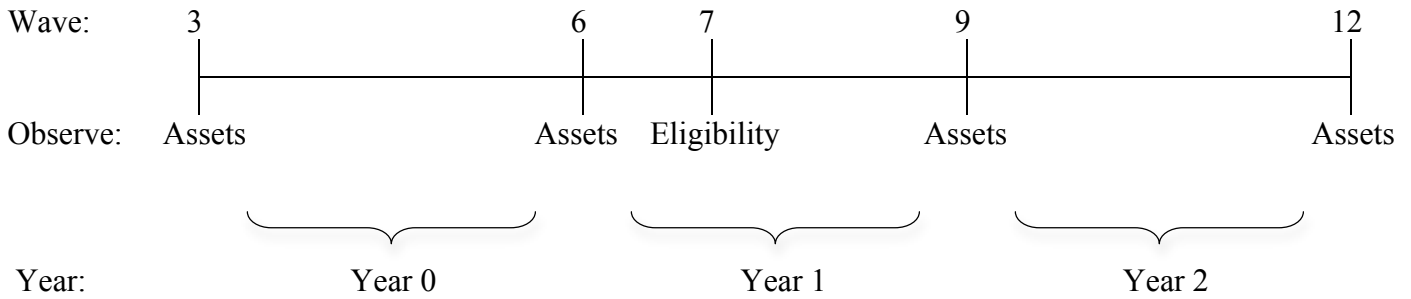 Wave: 3 6 7 9 12
Observe: Assets Assets Eligibility Assets Assets
Year: Year 0 Year 1 Year 2